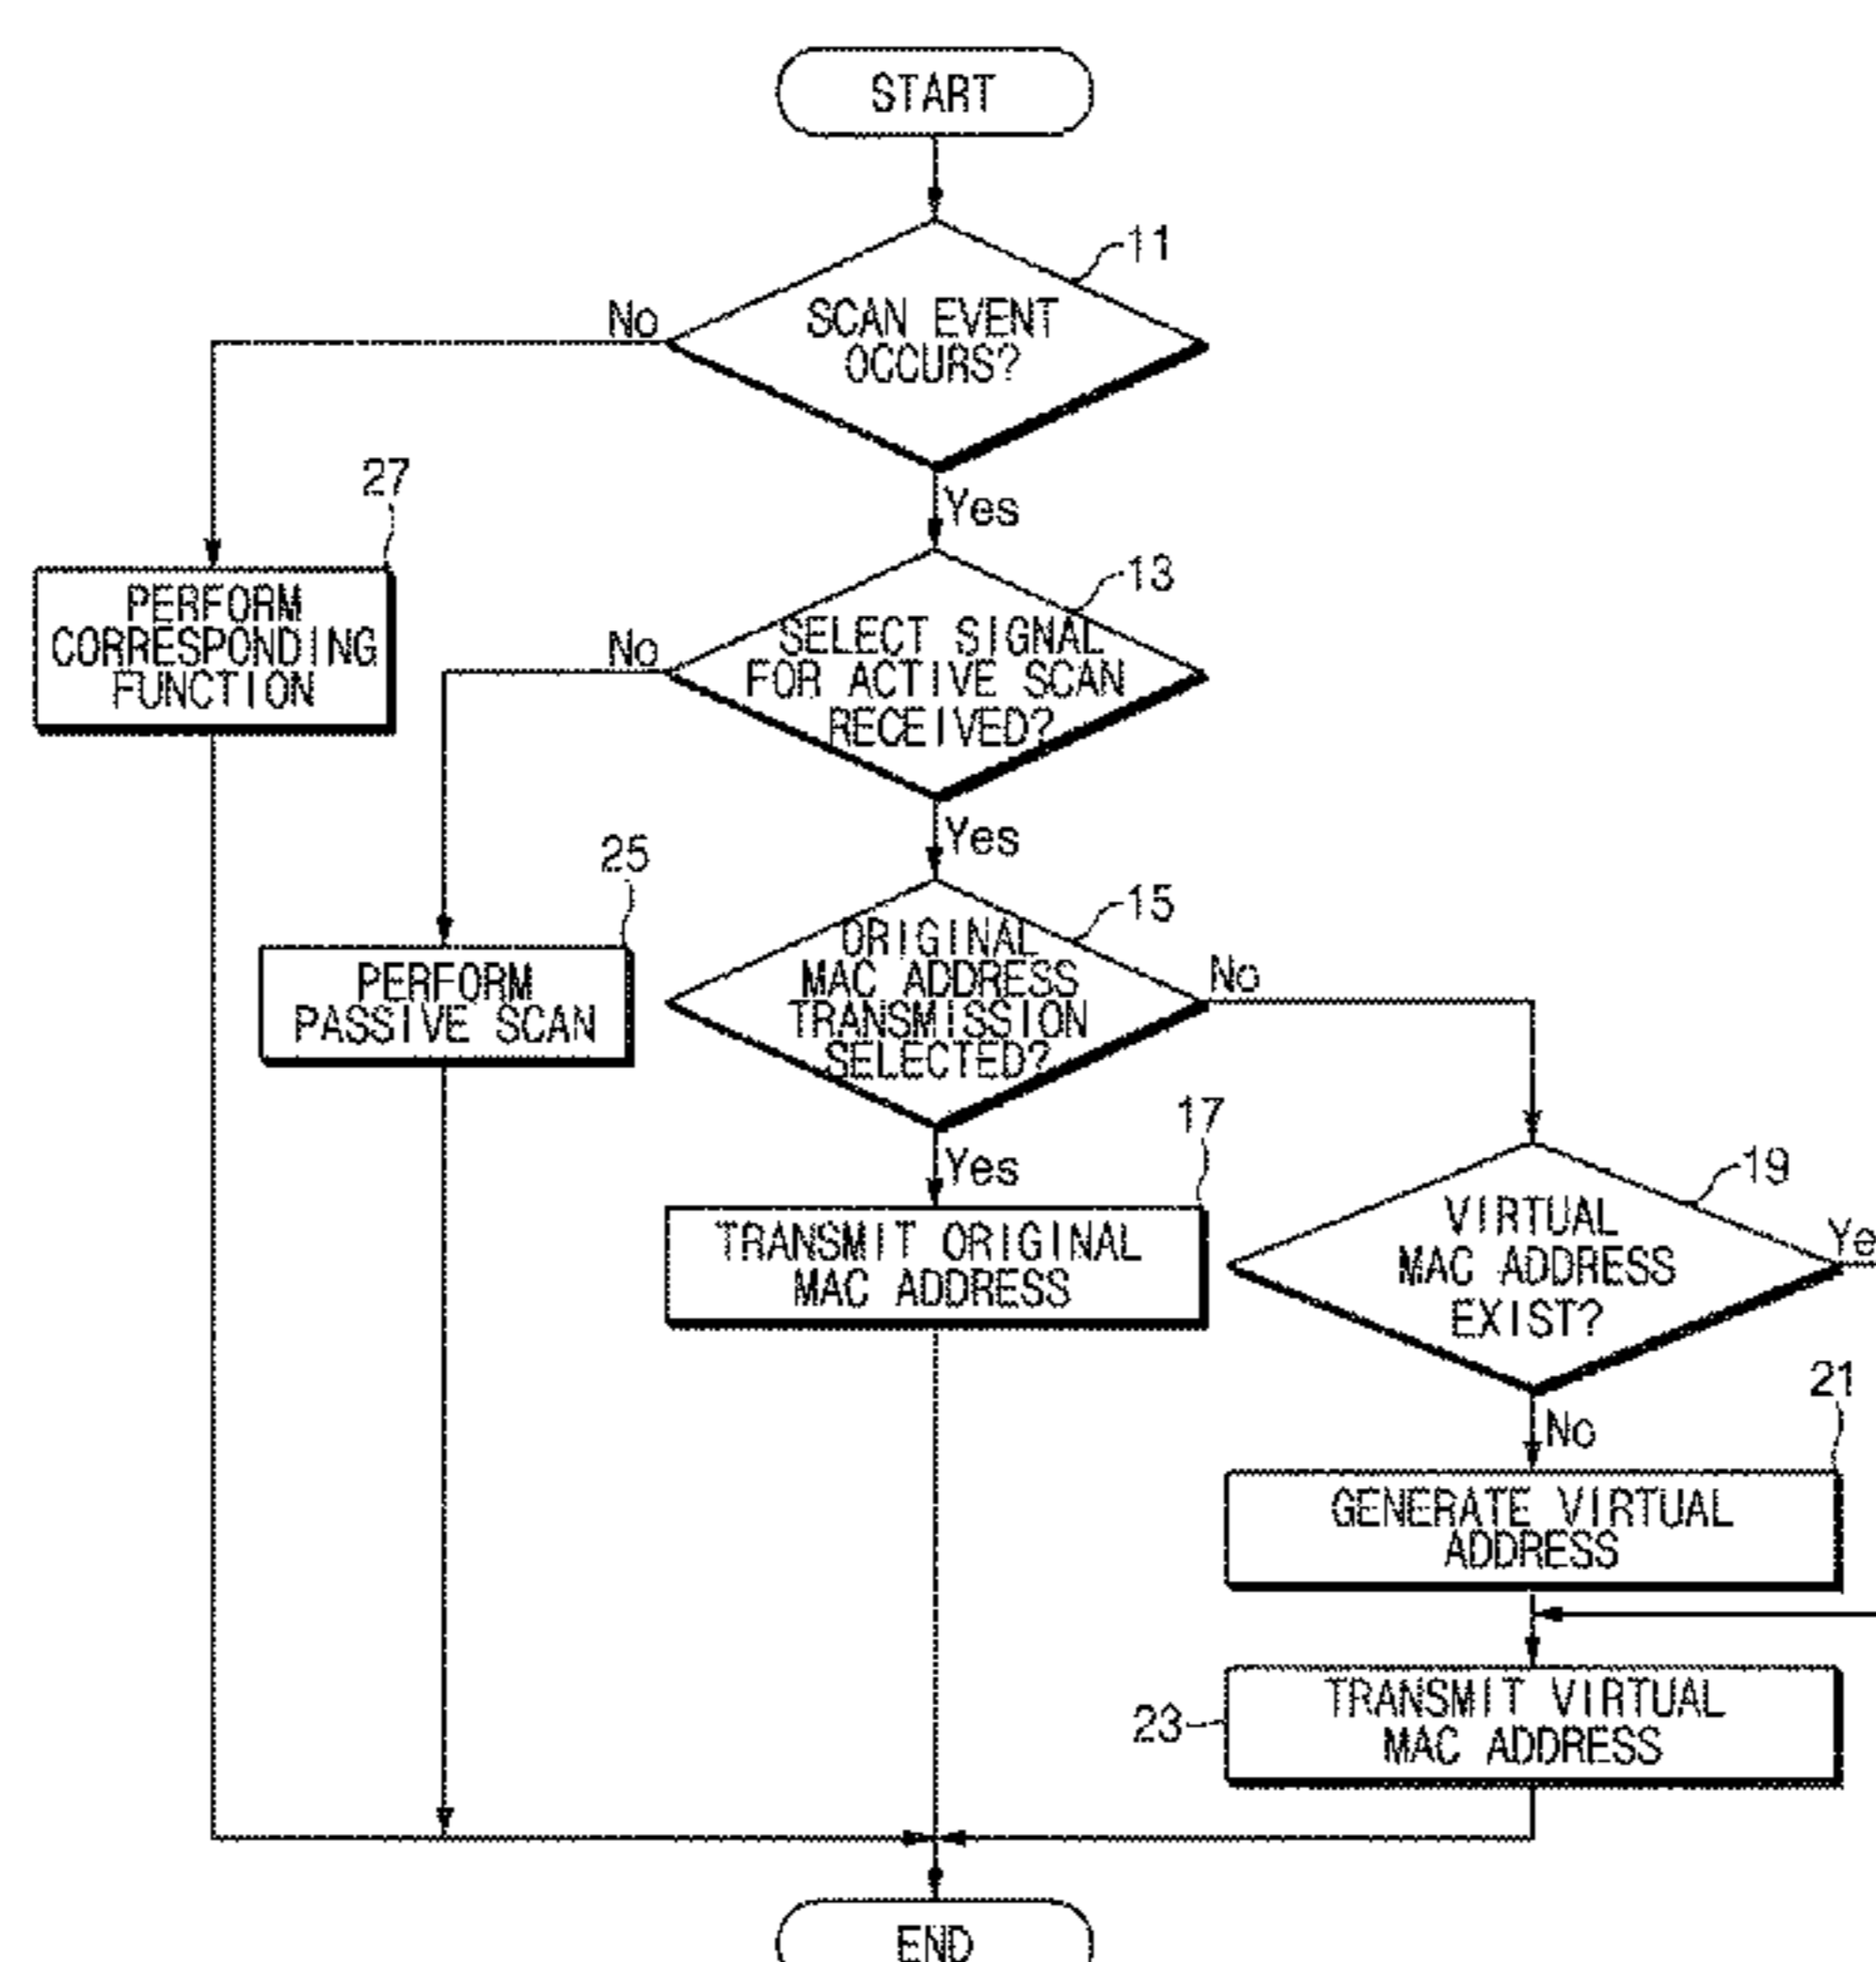 START
11
SCAN EVENT
OCCURS?
No
Yes
27
PERFORM
CORRESPONDING
FUNCTION
13
SELECT SIGNAL
FOR ACTIVE SCAN
RECEIVED?
No
Yes
25
PERFORM
PASSIVE SCAN
15
ORIGINAL
MAC ADDRESS
TRANSMISSION
SELECTED?
No
Yes
17
TRANSMIT ORIGINAL
MAC ADDRESS
19
VIRTUAL
MAC ADDRESS
EXIST?
Ye
No
21
GENERATE VIRTUAL
ADDRESS
23
TRANSMIT VIRTUAL
MAC ADDRESS
END